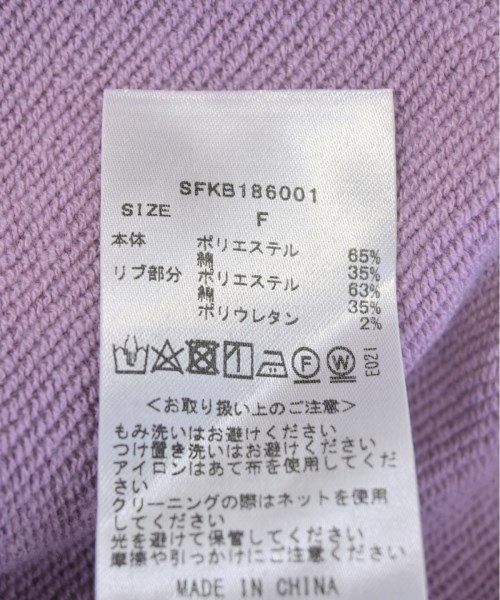 SFKB186001
SIZE F
本体 ポリエステル 65%
綿 35%
リブ部分 ポリエステル 63%
綿 35%
ポリウレタン 2%
F W E021
<お取り扱い上のご注意>
もみ洗いはお避けください
つけ置き洗いはお避けください
アイロンはあて布を使用してくだ
さい
クリーニングの際はネットを使用
してください
光を避けて保管してください
摩擦や引っかけにご注意ください
MADE IN CHINA